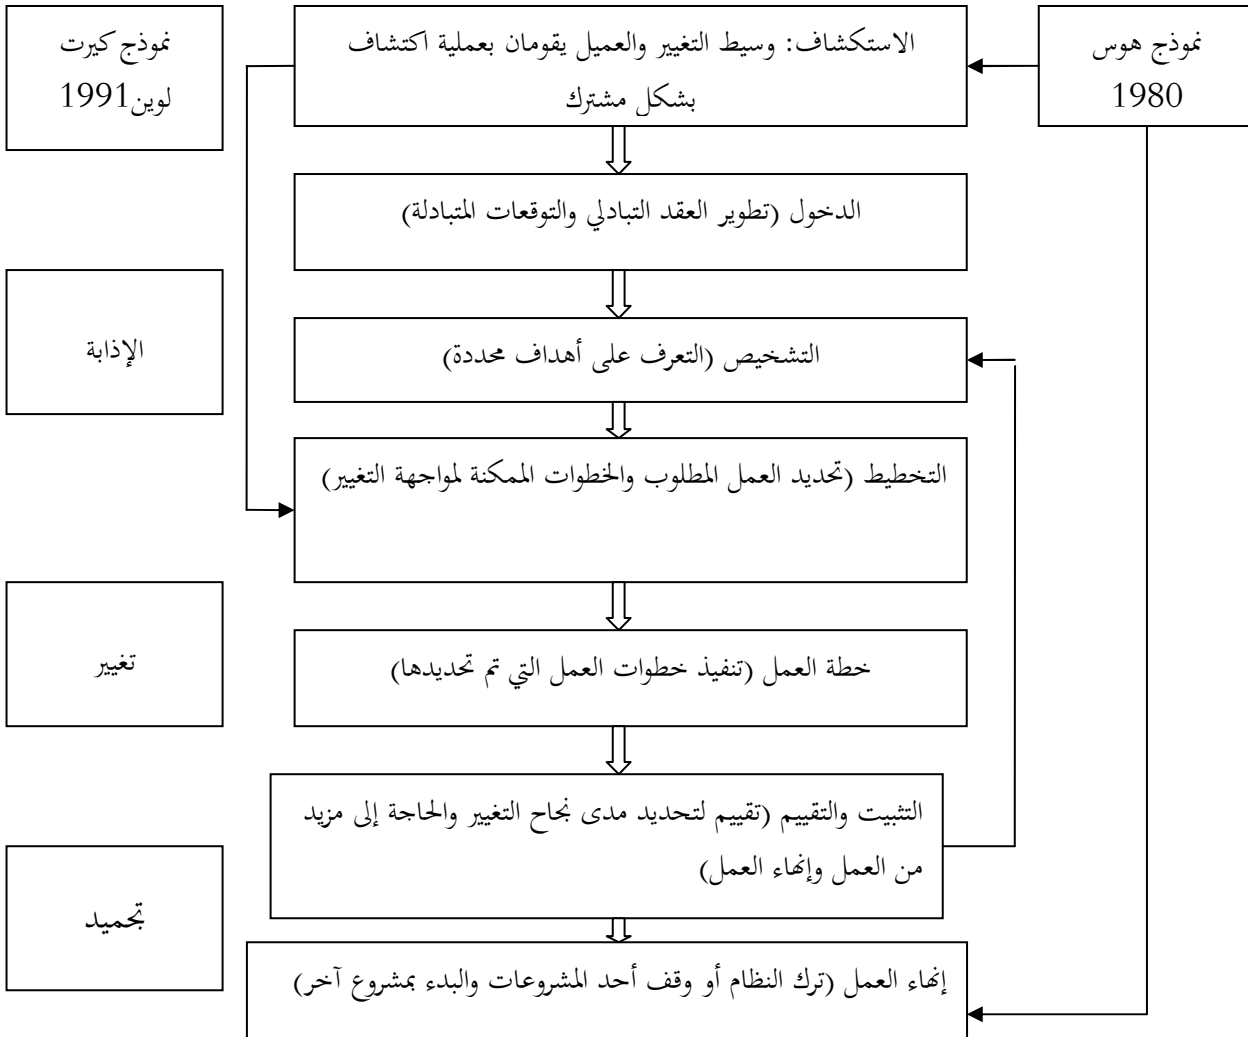 نموذج هوس
1980
الاستكشاف: وسيط التغيير والعميل يقومان بعملية اكتشاف
بشكل مشترك
نموذج كيرت
لوين1991
الدخول (تطوير العقد التبادلي والتوقعات المتبادلة)
التشخيص (التعرف على أهداف محددة)
الإذابة
التخطيط (تحديد العمل المطلوب والخطوات الممكنة لمواجهة التغيير)
خطة العمل (تنفيذ خطوات العمل التي تم تحديدها)
تغيير
التثبيت والتقييم (تقييم لتحديد مدى نجاح التغيير والحاجة إلى مزيد
من العمل وإنهاء العمل)
تجميد
إنهاء العمل (ترك النظام أو وقف أحد المشروعات والبدء بمشروع آخر)